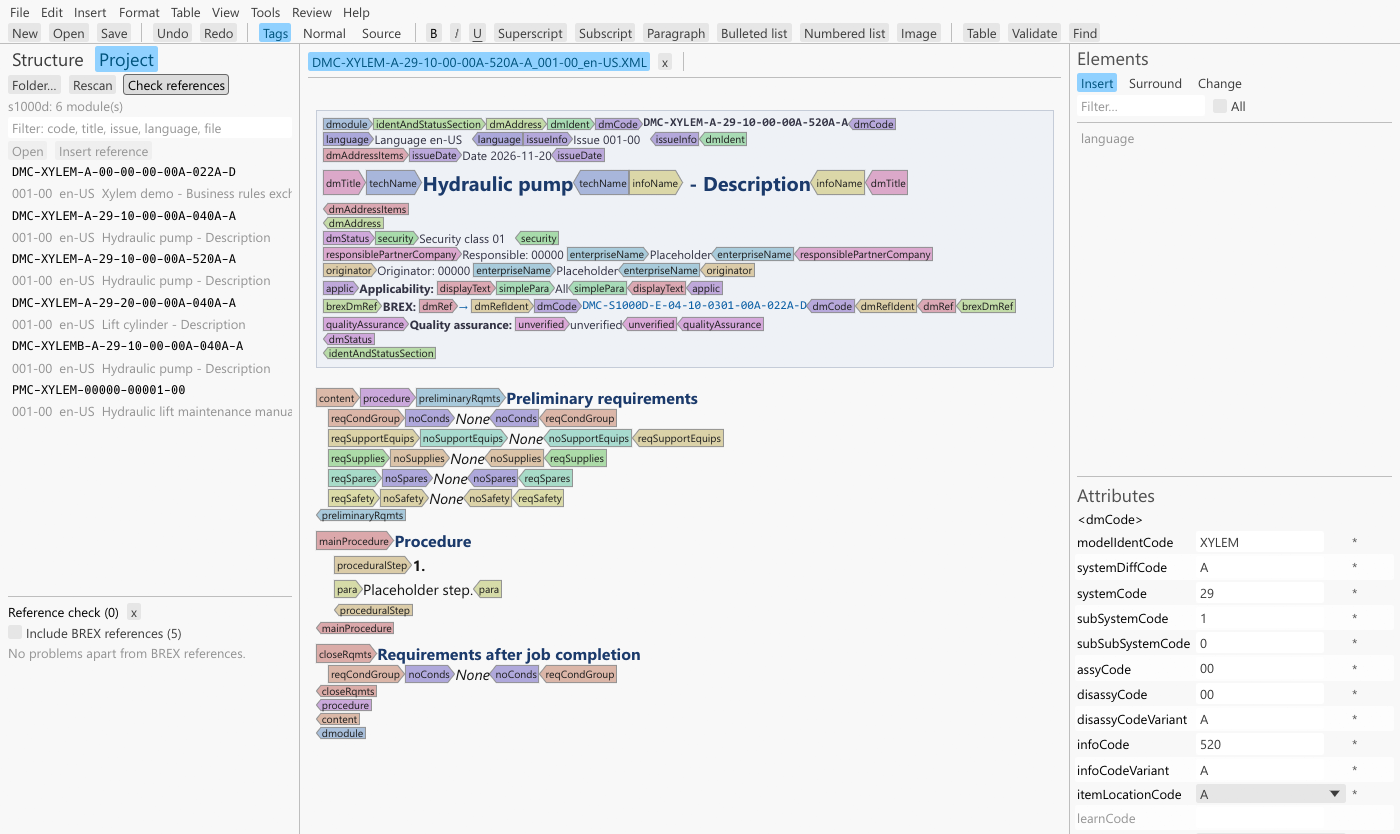 File Edit Insert Format Table View Tools Review Help
New Open Save Undo Redo Tags Normal Source B I U Superscript Subscript Paragraph Bulleted list Numbered list Image Table Validate Find
Structure Project
Folder... Rescan Check references
s1000d: 6 module(s)
Filter: code, title, issue, language, file
Open Insert reference
DMC-XYLEM-A-00-00-00-00A-022A-D
001-00 en-US Xylem demo - Business rules exch
DMC-XYLEM-A-29-10-00-00A-040A-A
001-00 en-US Hydraulic pump - Description
DMC-XYLEM-A-29-10-00-00A-520A-A
001-00 en-US Hydraulic pump - Description
DMC-XYLEM-A-29-20-00-00A-040A-A
001-00 en-US Lift cylinder - Description
DMC-XYLEMB-A-29-10-00-00A-040A-A
001-00 en-US Hydraulic pump - Description
PMC-XYLEM-00000-00001-00
001-00 en-US Hydraulic lift maintenance manua
Reference check (0) x
Include BREX references (5)
No problems apart from BREX references.
DMC-XYLEM-A-29-10-00-00A-520A-A_001-00_en-US.XML x
dmodule identAndStatusSection dmAddress dmIdent dmCode DMC-XYLEM-A-29-10-00-00A-520A-A dmCode
language Language en-US language issueInfo Issue 001-00 issueInfo dmIdent
dmAddressItems issueDate Date 2026-11-20 issueDate
dmTitle techName Hydraulic pump techName infoName - Description infoName dmTitle
dmAddressItems
dmAddress
dmStatus security Security class 01 security
responsiblePartnerCompany Responsible: 00000 enterpriseName Placeholder enterpriseName responsiblePartnerCompany
originator Originator: 00000 enterpriseName Placeholder enterpriseName originator
applic Applicability: displayText simplePara All simplePara displayText applic
brexDmRef BREX: dmRef → dmRefIdent dmCode DMC-S1000D-E-04-10-0301-00A-022A-D dmCode dmRefIdent dmRef brexDmRef
qualityAssurance Quality assurance: unverified unverified unverified qualityAssurance
dmStatus
identAndStatusSection
content procedure preliminaryRqmts Preliminary requirements
reqCondGroup noConds None noConds reqCondGroup
reqSupportEquips noSupportEquips None noSupportEquips reqSupportEquips
reqSupplies noSupplies None noSupplies reqSupplies
reqSpares noSpares None noSpares reqSpares
reqSafety noSafety None noSafety reqSafety
preliminaryRqmts
mainProcedure Procedure
proceduralStep 1.
para Placeholder step. para
proceduralStep
mainProcedure
closeRqmts Requirements after job completion
reqCondGroup noConds None noConds reqCondGroup
closeRqmts
procedure
content
dmodule
Elements
Insert Surround Change
Filter... All
language
Attributes
<dmCode>
modelIdentCode XYLEM *
systemDiffCode A *
systemCode 29 *
subSystemCode 1 *
subSubSystemCode 0 *
assyCode 00 *
disassyCode 00 *
disassyCodeVariant A *
infoCode 520 *
infoCodeVariant A *
itemLocationCode A *
learnCode